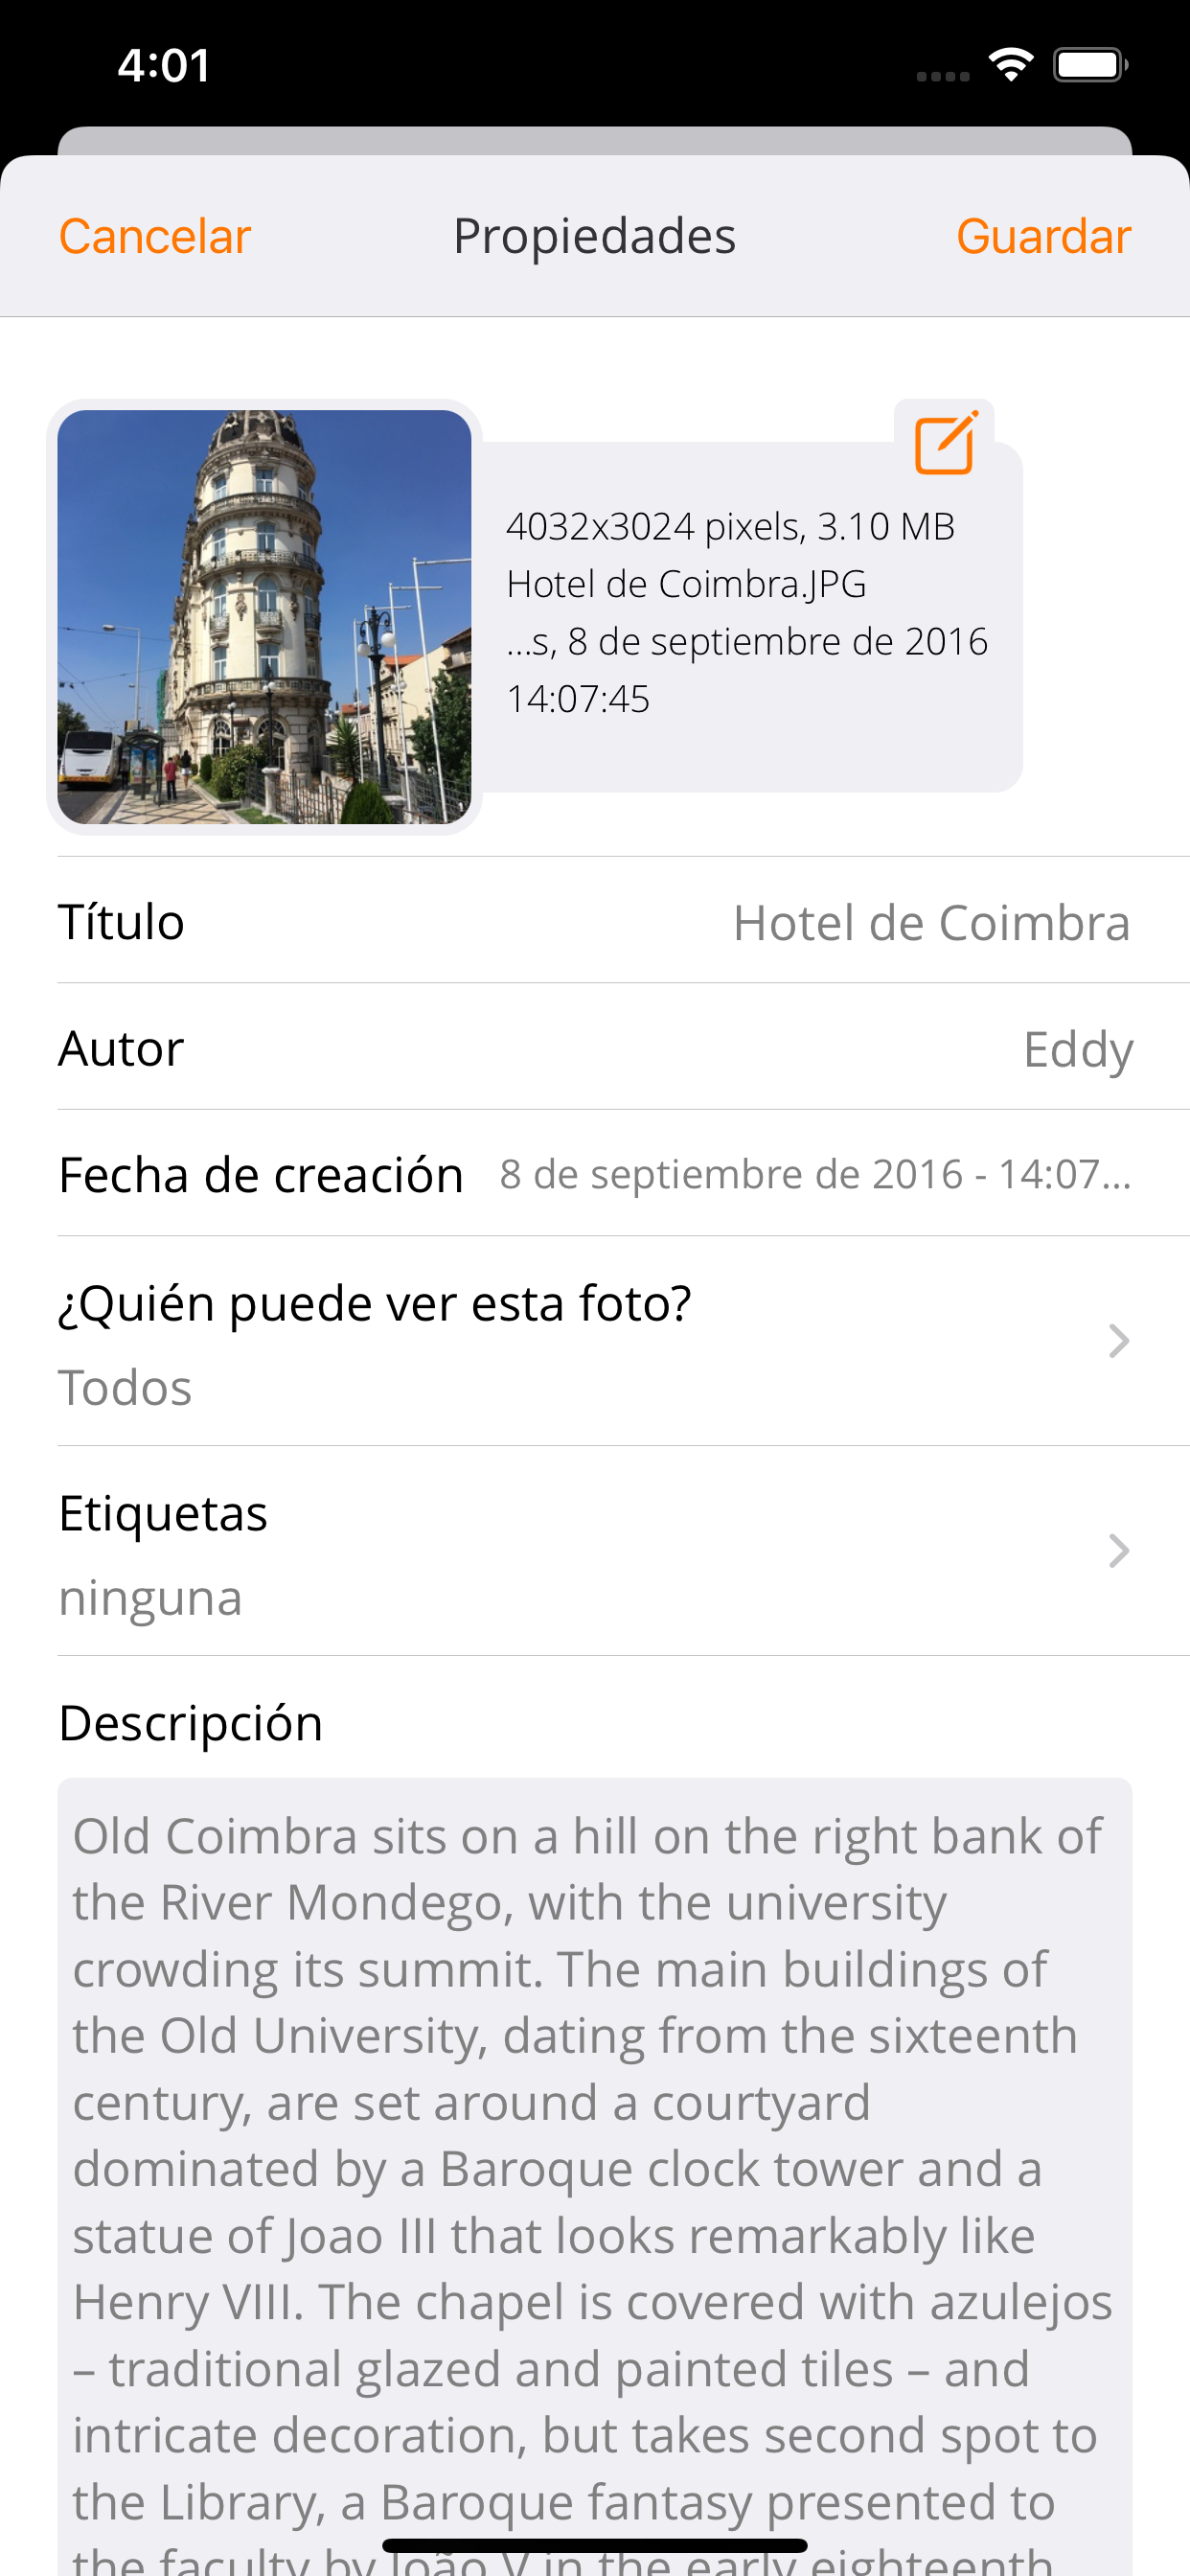 4:01
Cancelar Propiedades Guardar
4032x3024 pixels, 3.10 MB
Hotel de Coimbra.JPG
...s, 8 de septiembre de 2016
14:07:45
Título Hotel de Coimbra
Autor Eddy
Fecha de creación 8 de septiembre de 2016 - 14:07...
¿Quién puede ver esta foto?
Todos
Etiquetas
ninguna
Descripción
Old Coimbra sits on a hill on the right bank of
the River Mondego, with the university
crowding its summit. The main buildings of
the Old University, dating from the sixteenth
century, are set around a courtyard
dominated by a Baroque clock tower and a
statue of Joao III that looks remarkably like
Henry VIII. The chapel is covered with azulejos
– traditional glazed and painted tiles – and
intricate decoration, but takes second spot to
the Library, a Baroque fantasy presented to
the faculty by João V in the early eighteenth